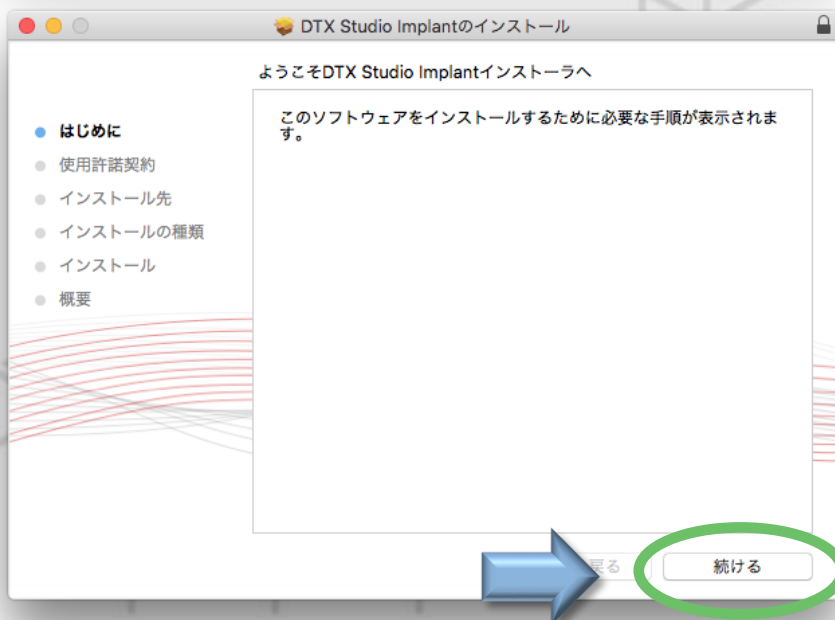 DTX Studio Implantのインストール
ようこそDTX Studio Implantインストーラへ
はじめに
使用許諾契約
インストール先
インストールの種類
インストール
概要
このソフトウェアをインストールするために必要な手順が表示されま
す。
戻る
続ける